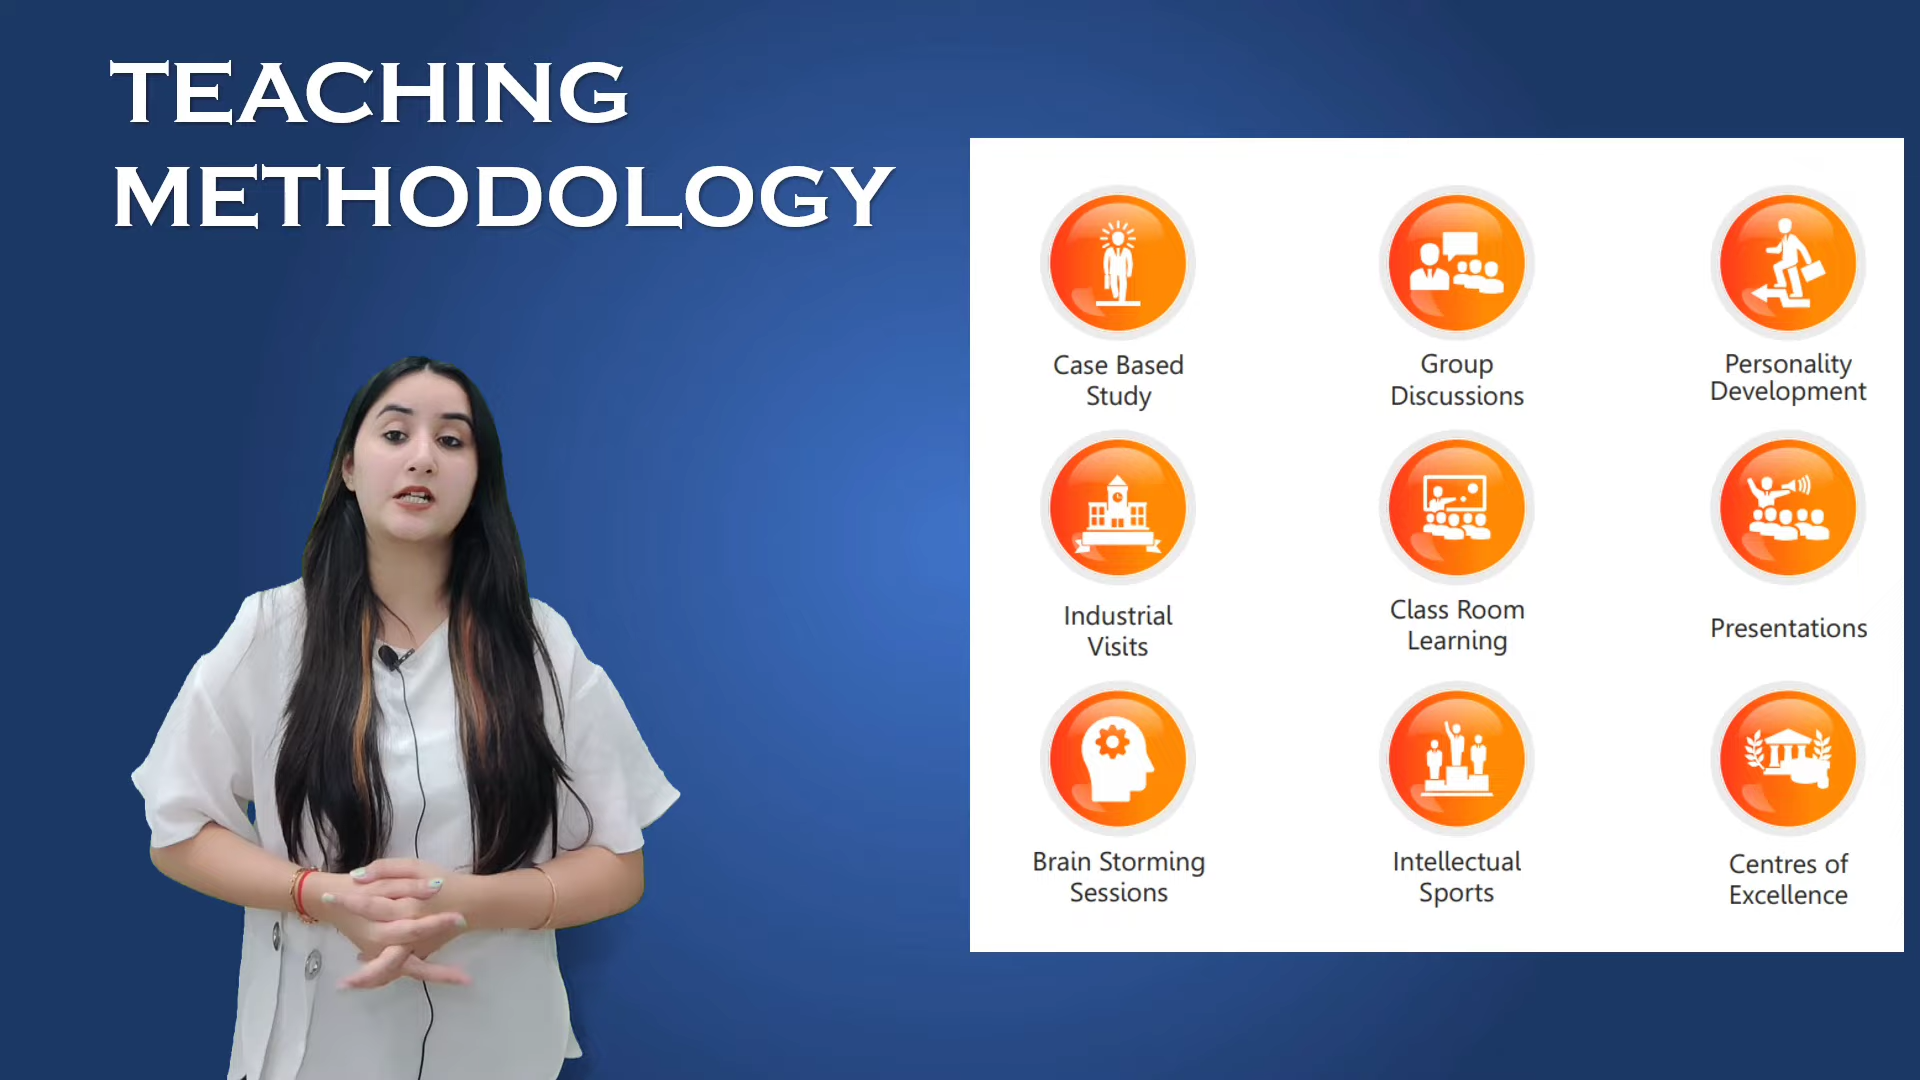 TEACHING
METHODOLOGY
Case Based
Study
Group
Discussions
Personality
Development
Industrial
Visits
Class Room
Learning
Presentations
Brain Storming
Sessions
Intellectual
Sports
Centres of
Excellence